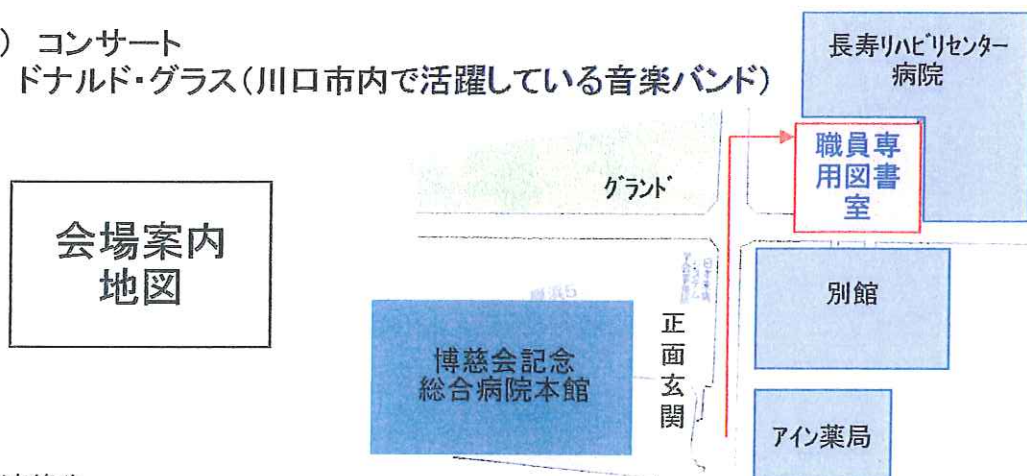 ) コンサート
ドナルド・グラス(川口市内で活躍している音楽バンド)
会場案内
地図
長寿リハビリセンター
病院
職員専
用図書
室
グランド
別館
博慈会記念
総合病院本館
正面玄関
アイン薬局